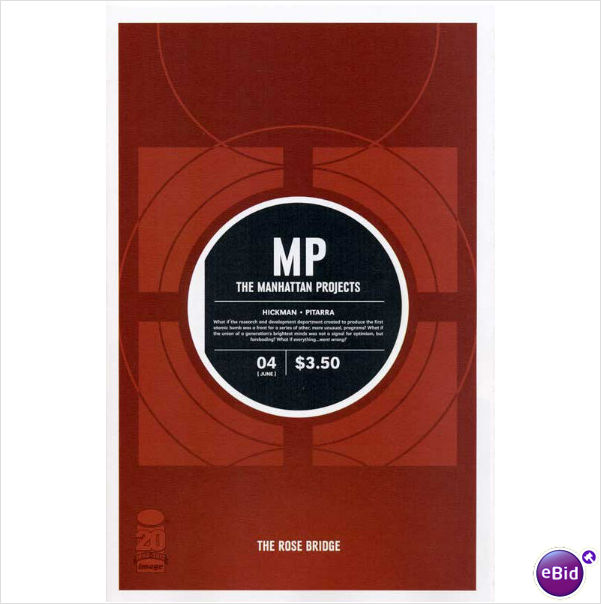 MP
THE MANHATTAN PROJECTS
HICKMAN • PITARRA
What if the research and development department created to produce the first
atomic bomb was a front for a series of other, more unusual, programs? What if
the union of a generation's brightest minds was not a signal for optimism, but
foreboding? What if everything...went wrong?
04
[ JUNE ]
$3.50
20
image
THE ROSE BRIDGE
eBid